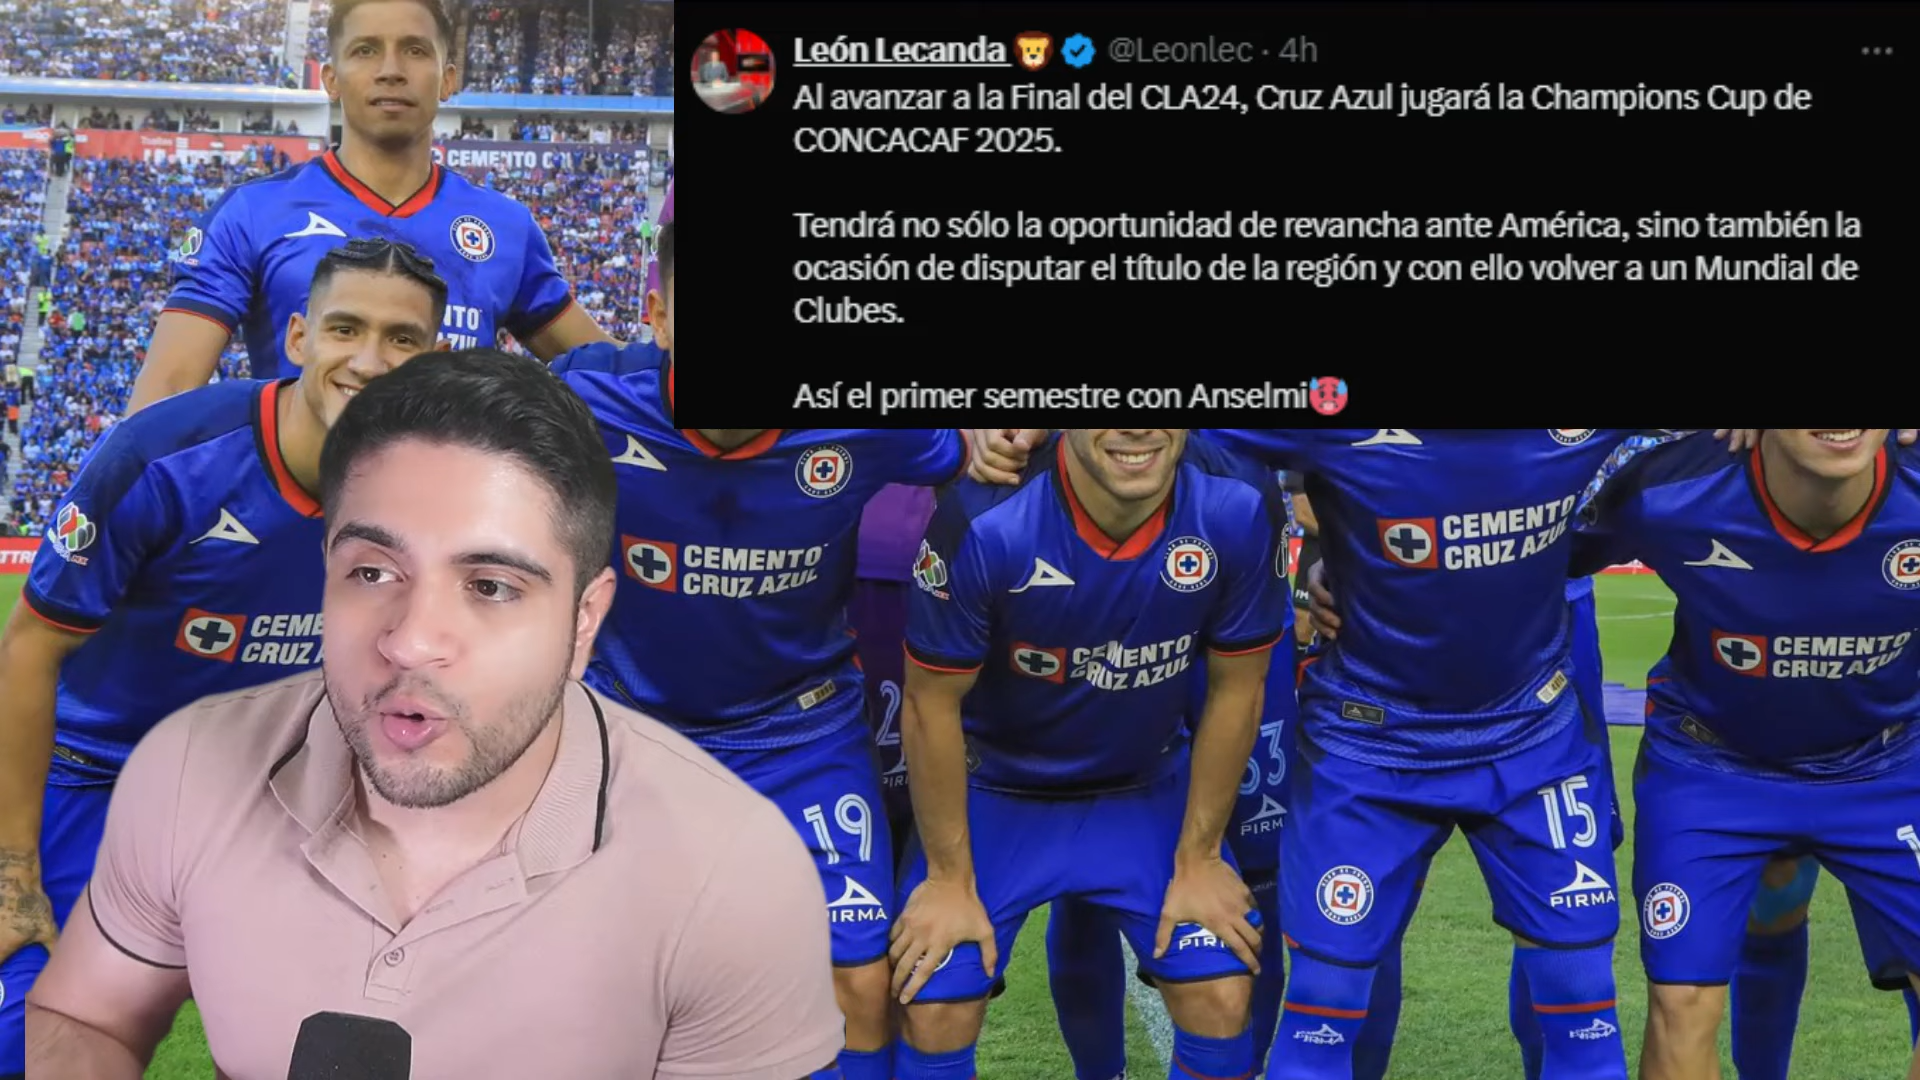 León Lecanda 🦁 @Leonlec · 4h
Al avanzar a la Final del CLA24, Cruz Azul jugará la Champions Cup de
CONCACAF 2025.
Tendrá no sólo la oportunidad de revancha ante América, sino también la
ocasión de disputar el título de la región y con ello volver a un Mundial de
Clubes.
Así el primer semestre con Anselmi🥵
CEMENTO
NTO
AZUL
CEMENTO
CRUZ AZUL
CEMENTO
CRUZ AZUL
CEME
CRUZ A
CEMENTO
CRUZ AZUL
CEMENTO
CRUZ AZUL
19
IRMA
PIRMA
15
PIRMA